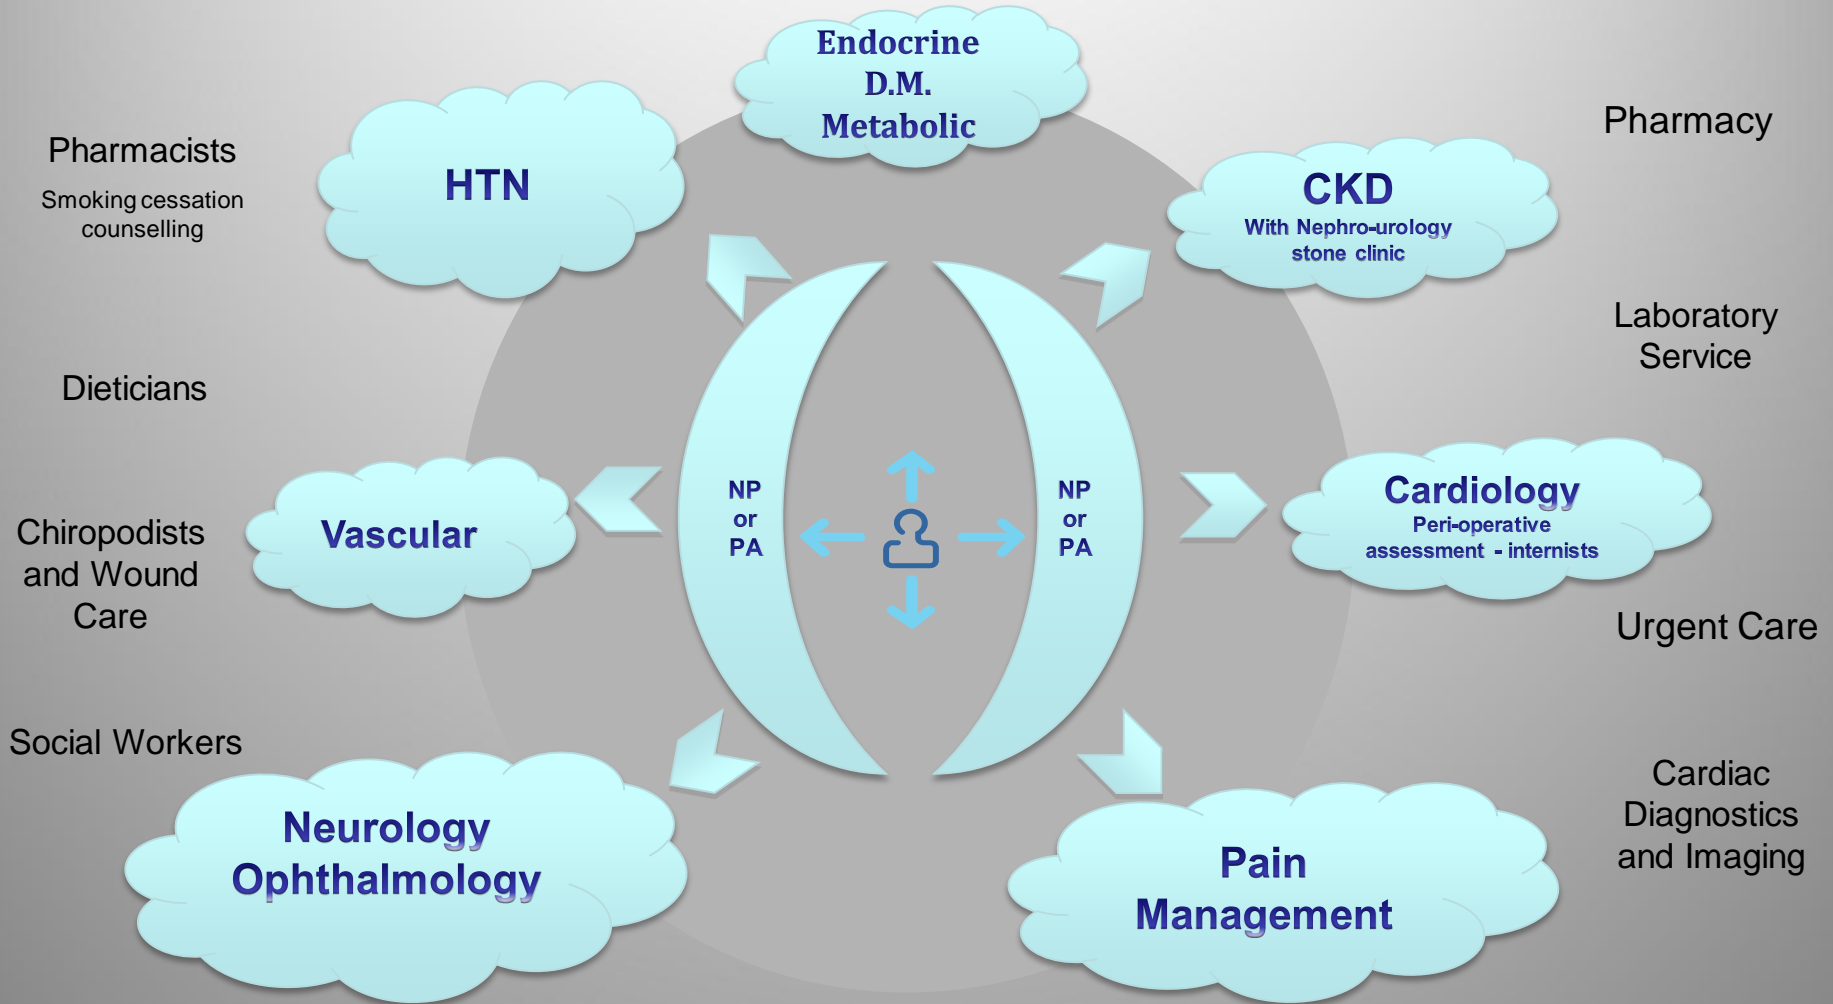 Endocrine
D.M.
Metabolic
Pharmacists
Smoking cessation
counselling
HTN
CKD
With Nephro-urology
stone clinic
Pharmacy
Laboratory
Service
Dieticians
Vascular
NP
or
PA
NP
or
PA
Cardiology
Peri-operative
assessment - internists
Chiropodists
and Wound
Care
Urgent Care
Social Workers
Neurology
Ophthalmology
Pain
Management
Cardiac
Diagnostics
and Imaging